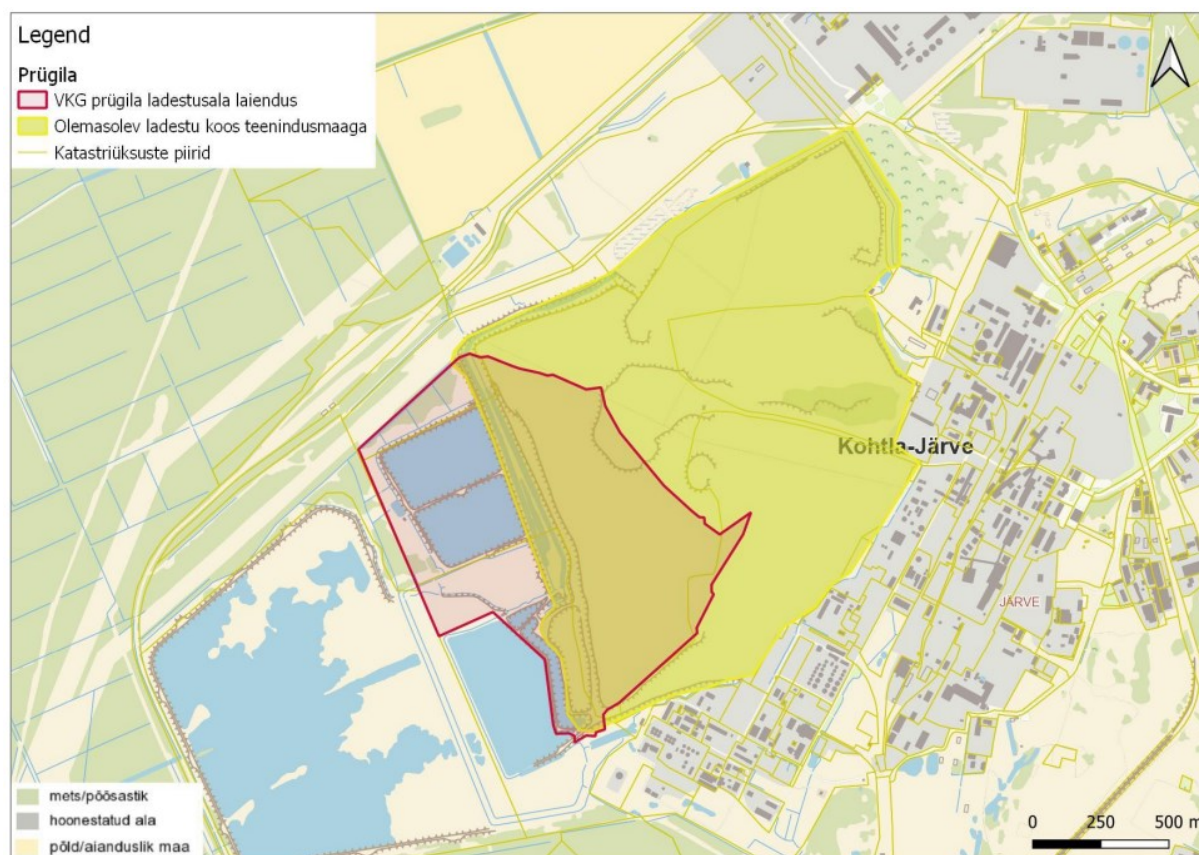 Legend
Prügila
VKG prügila ladestusala laiendus
Olemasolev ladestu koos teenindusmaaga
Katastriüksuste piirid
N
Kohtla-Järve
JÄRVE
mets/põõsastik
hoonestatud ala
põld/aianduslik maa
0 250 500 m